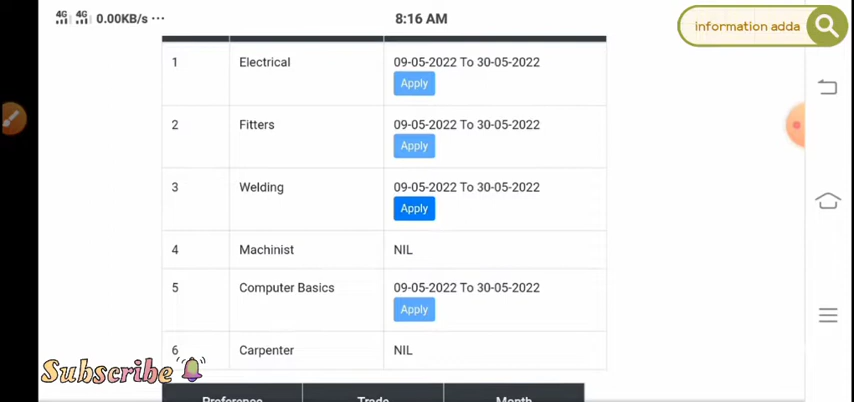 4G 4G 0.00KB/s ··· 8:16 AM
information adda
1 Electrical 09-05-2022 To 30-05-2022
Apply
2 Fitters 09-05-2022 To 30-05-2022
Apply
3 Welding 09-05-2022 To 30-05-2022
Apply
4 Machinist NIL
5 Computer Basics 09-05-2022 To 30-05-2022
Apply
6 Carpenter NIL
Subscribe
Preference Trade Month